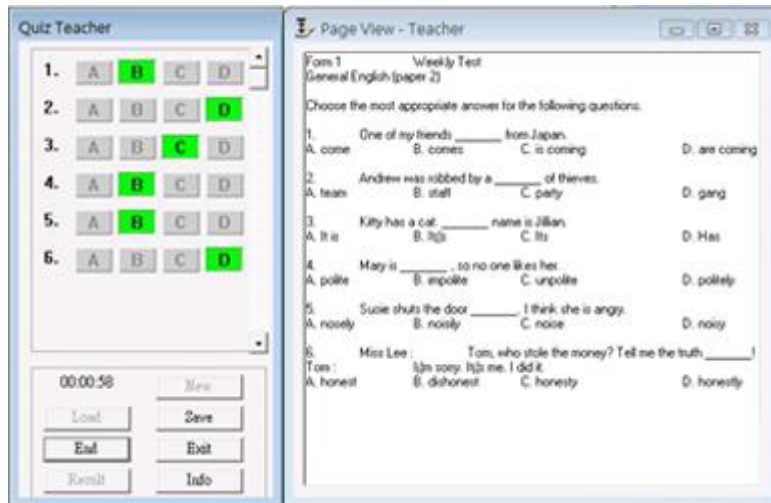 Quiz Teacher
1. A B C D
2. A B C D
3. A B C D
4. A B C D
5. A B C D
6. A B C D
00:00:58
New
Load
Save
End
Exit
Result
Info
Page View - Teacher
Form 1 Weekly Test
General English (paper 2)
Choose the most appropriate answer for the following questions.
1. One of my friends _______ from Japan.
A. come B. comes C. is coming D. are coming
2. Andrew was robbed by a _______ of thieves.
A. team B. staff C. party D. gang
3. Kitty has a cat. _______ name is Jillian.
A. It is B. It|s C. Its D. Has
4. Mary is _______ , so no one likes her.
A. polite B. impolite C. unpolite D. politely
5. Susie shuts the door _______. I think she is angry.
A. nosely B. noisily C. noise D. noisy
6. Miss Lee : Tom, who stole the money? Tell me the truth _______!
Tom : I|m sorry. It|s me. I did it.
A. honest B. dishonest C. honesty D. honestly